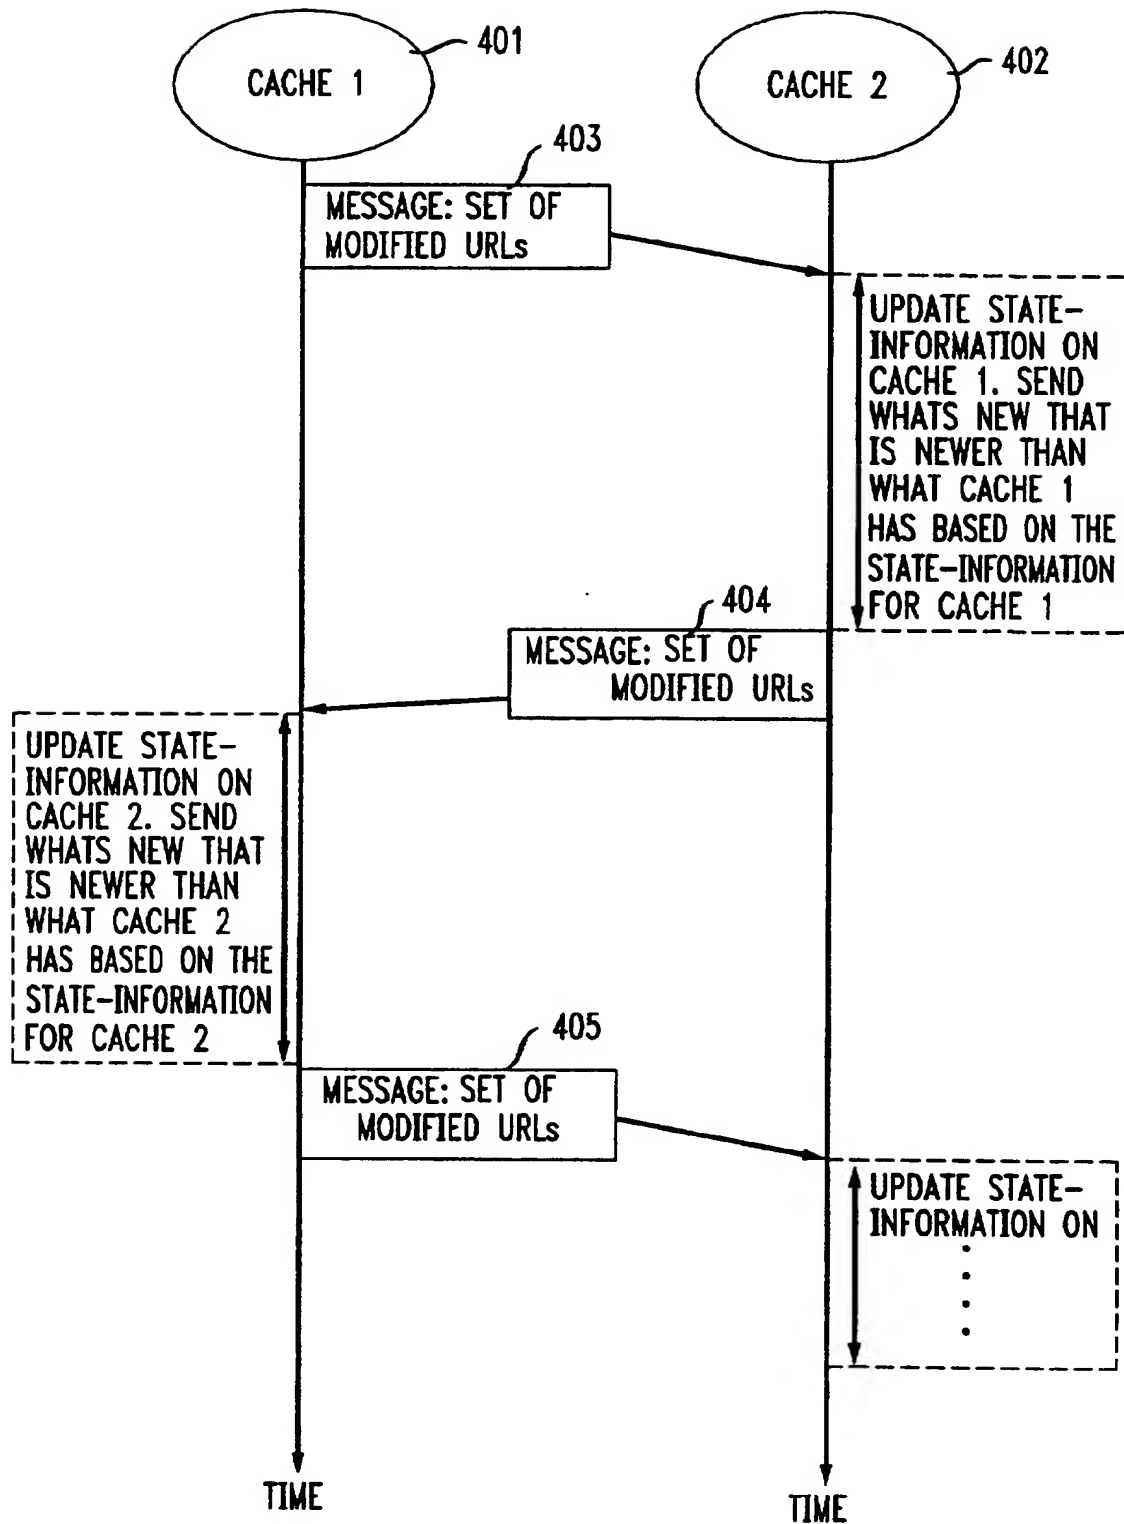 CACHE 1
401
CACHE 2
402
403
MESSAGE: SET OF
MODIFIED URLs
UPDATE STATE-
INFORMATION ON
CACHE 1. SEND
WHATS NEW THAT
IS NEWER THAN
WHAT CACHE 1
HAS BASED ON THE
STATE-INFORMATION
FOR CACHE 1
404
MESSAGE: SET OF
MODIFIED URLs
UPDATE STATE-
INFORMATION ON
CACHE 2. SEND
WHATS NEW THAT
IS NEWER THAN
WHAT CACHE 2
HAS BASED ON THE
STATE-INFORMATION
FOR CACHE 2
405
MESSAGE: SET OF
MODIFIED URLs
UPDATE STATE-
INFORMATION ON
TIME
TIME